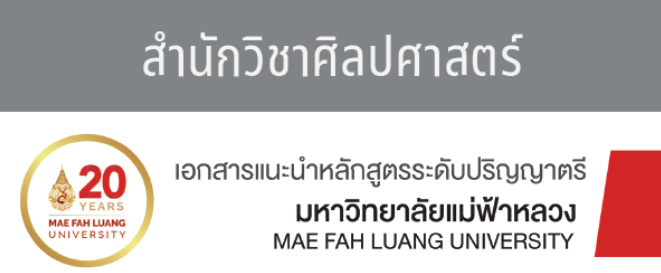 สำนักวิชาศิลปศาสตร์
20
YEARS
MAE FAH LUANG
UNIVERSITY
เอกสารแนะนำหลักสูตรระดับปริญญาตรี
มหาวิทยาลัยแม่ฟ้าหลวง
MAE FAH LUANG UNIVERSITY